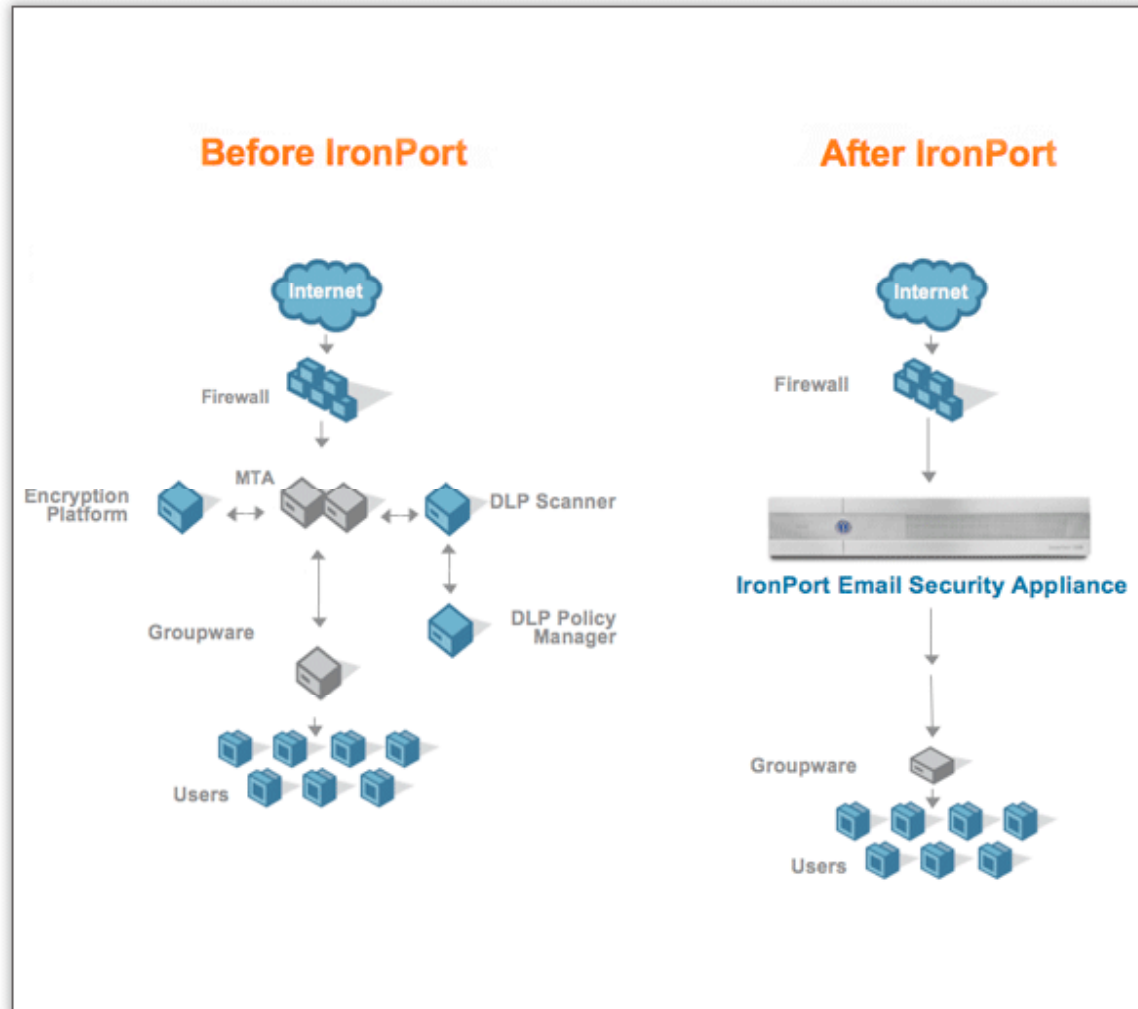 Before IronPort
Internet
Firewall
MTA
Encryption
Platform
DLP Scanner
Groupware
DLP Policy
Manager
Users
After IronPort
Internet
Firewall
IronPort Email Security Appliance
Groupware
Users